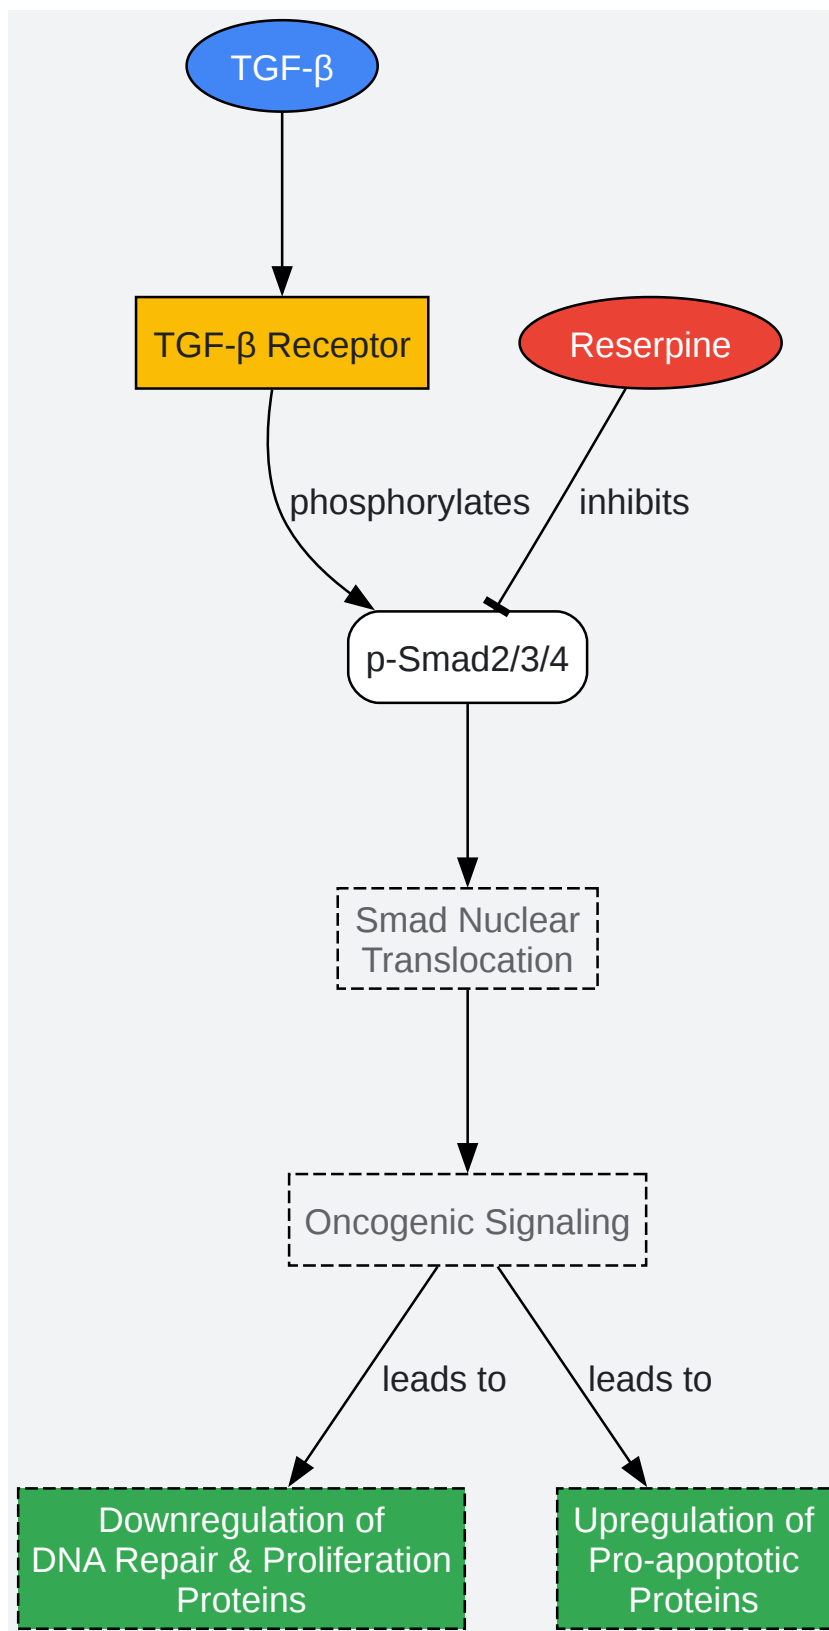 TGF-β
TGF-β Receptor
Reserpine
phosphorylates
inhibits
p-Smad2/3/4
Smad Nuclear
Translocation
Oncogenic Signaling
leads to
leads to
Downregulation of
DNA Repair & Proliferation
Proteins
Upregulation of
Pro-apoptotic
Proteins